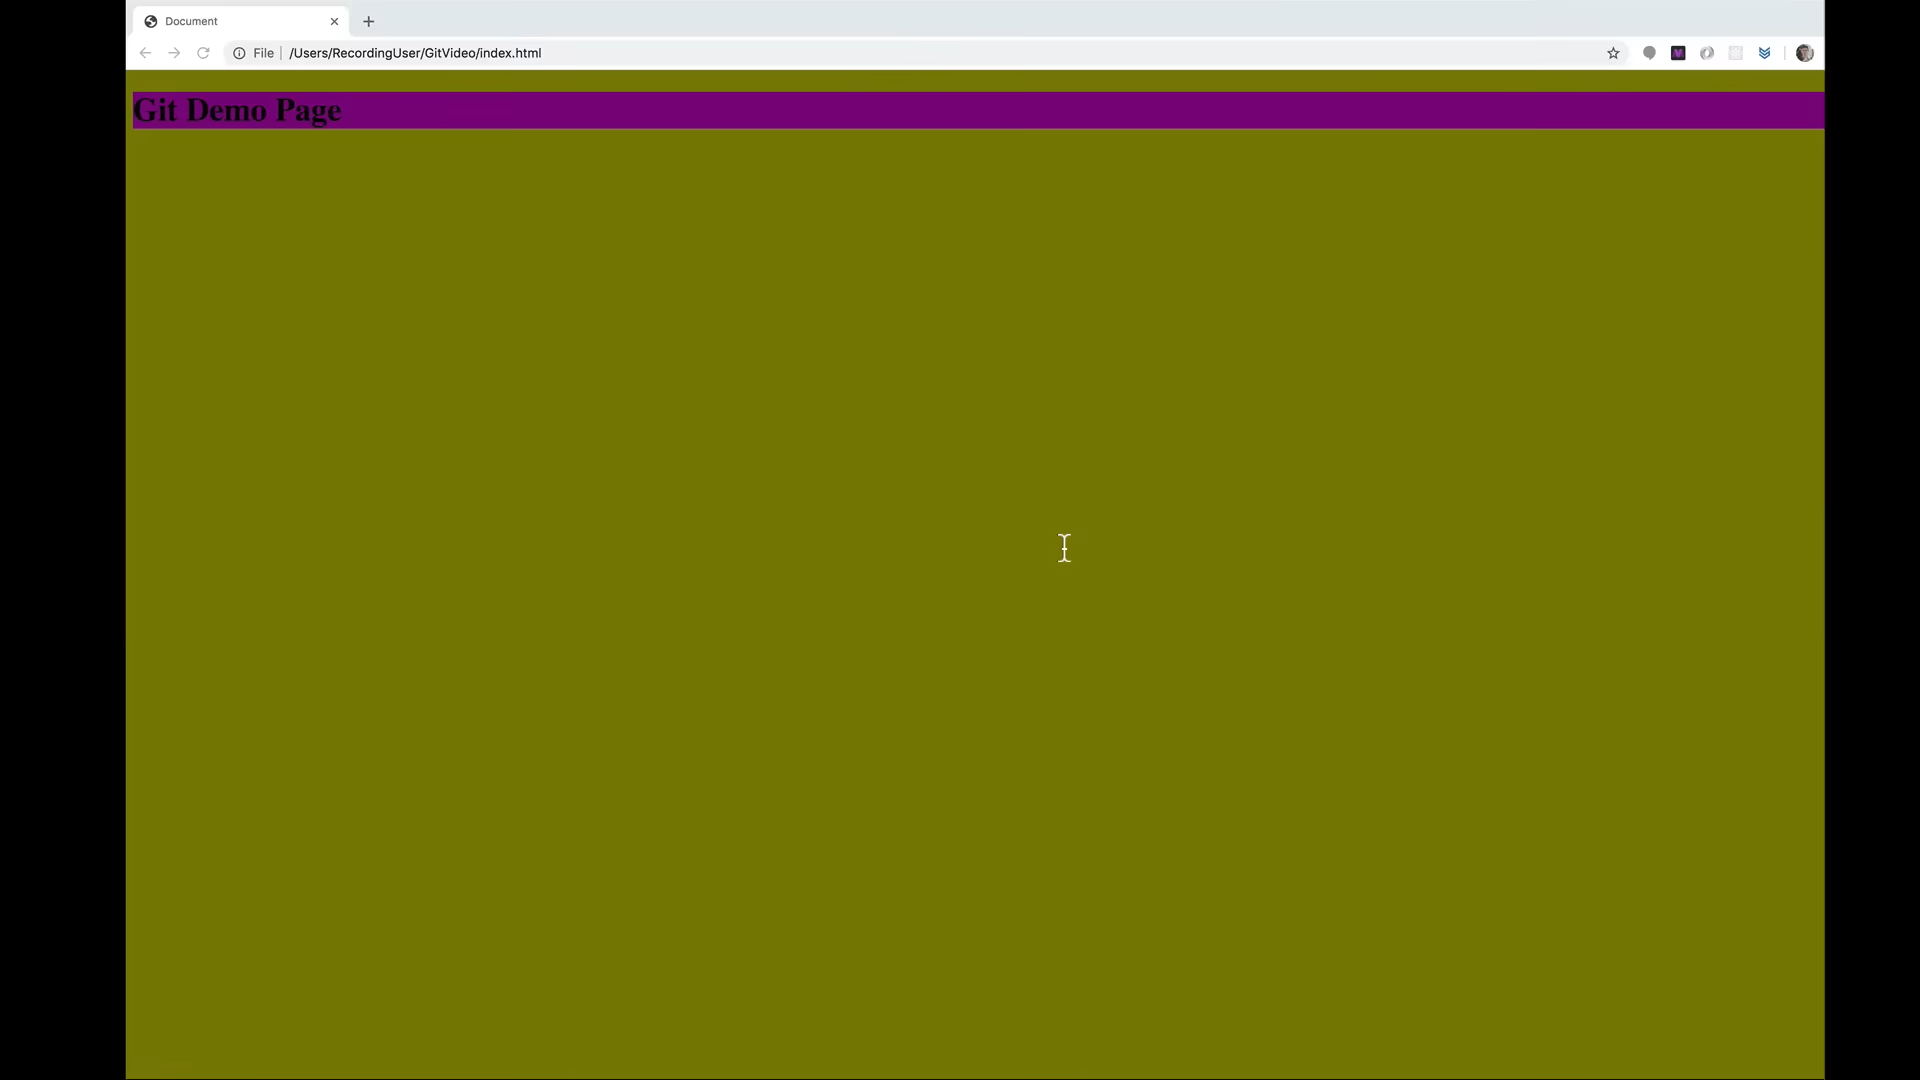 Document
File | /Users/RecordingUser/GitVideo/index.html
Git Demo Page